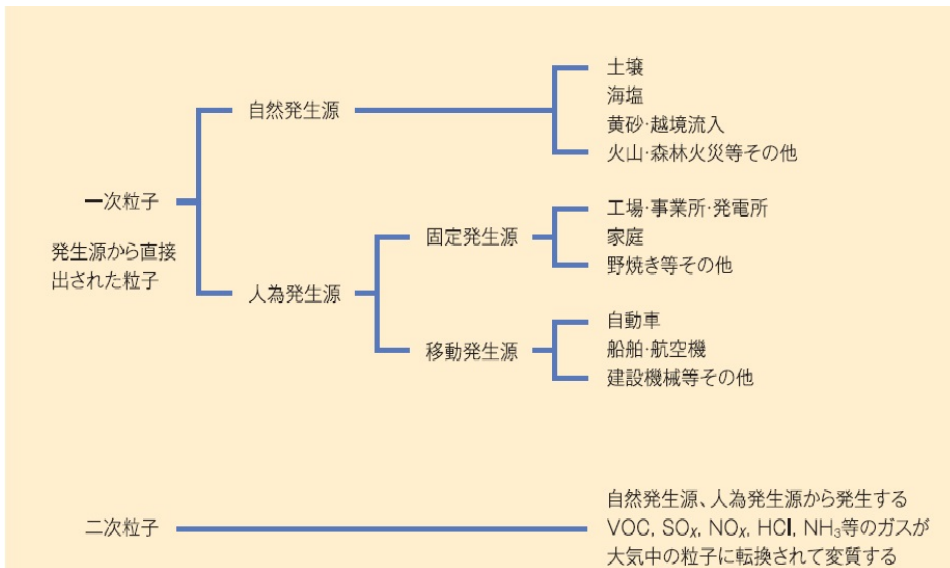 一次粒子
発生源から直接
出された粒子
自然発生源
土壌
海塩
黄砂･越境流入
火山･森林火災等その他
人為発生源
固定発生源
工場･事業所･発電所
家庭
野焼き等その他
移動発生源
自動車
船舶･航空機
建設機械等その他
二次粒子
自然発生源、人為発生源から発生する
VOC, SOx, NOx, HCl, NH₃等のガスが
大気中の粒子に転換されて変質する